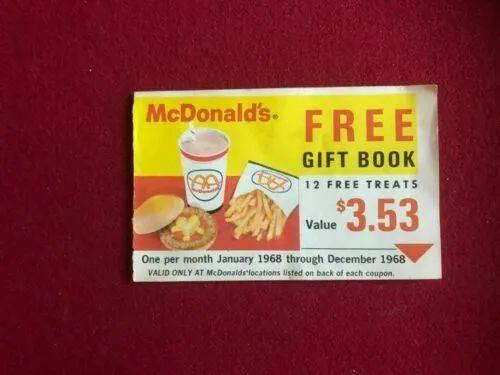 McDonald's®
FREE
GIFT BOOK
12 FREE TREATS
Value $3.53
One per month January 1968 through December 1968
VALID ONLY AT McDonalds' locations listed on back of each coupon.